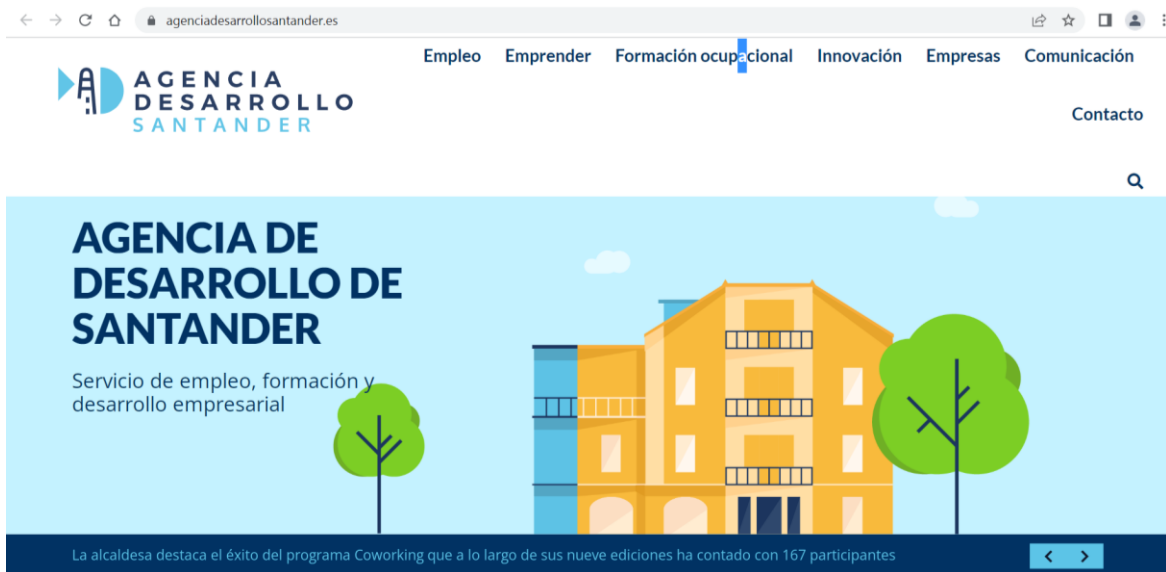 agenciadesarrollosantander.es
Empleo Emprender Formación ocupacional Innovación Empresas Comunicación
AGENCIA
DESARROLLO
SANTANDER
Contacto
AGENCIA DE
DESARROLLO DE
SANTANDER
Servicio de empleo, formación y
desarrollo empresarial
La alcaldesa destaca el éxito del programa Coworking que a lo largo de sus nueve ediciones ha contado con 167 participantes